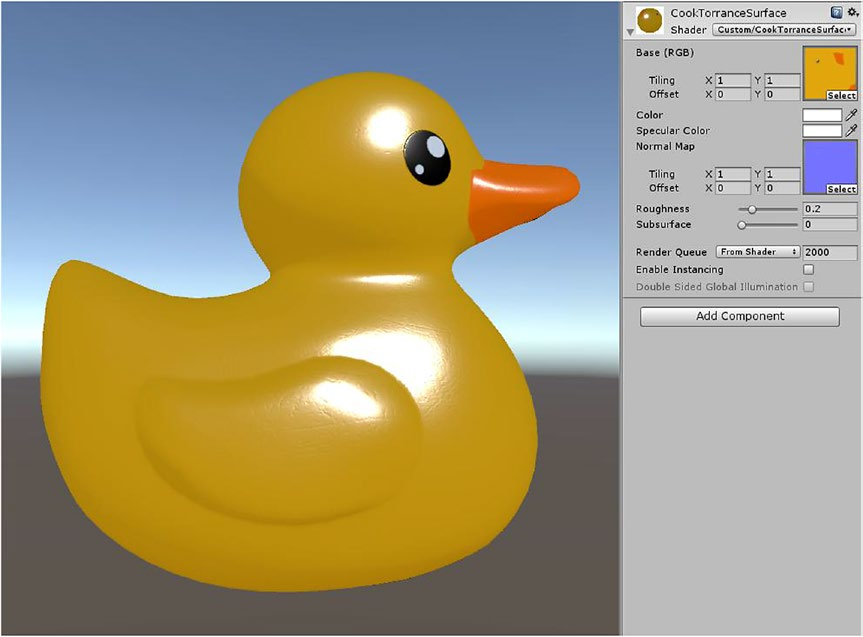 CookTorranceSurface
Shader Custom/CookTorranceSurfac
Base (RGB)
Tiling X 1 Y 1
Offset X 0 Y 0
Select
Color
Specular Color
Normal Map
Tiling X 1 Y 1
Offset X 0 Y 0
Select
Roughness 0.2
Subsurface 0
Render Queue From Shader 2000
Enable Instancing
Double Sided Global Illumination
Add Component